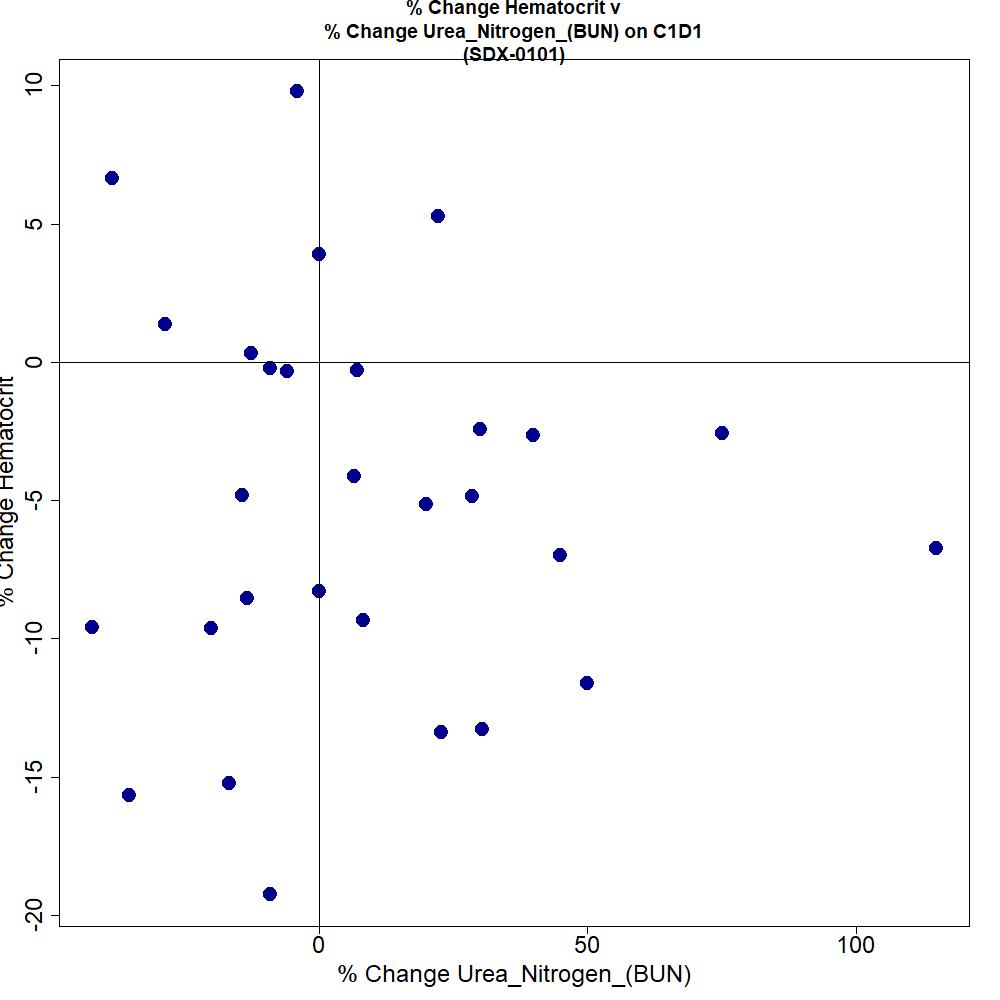 % Change Hematocrit v
% Change Urea_Nitrogen_(BUN) on C1D1
(SDX-0101)
10
5
0
-5
-10
-15
-20
% Change Hematocrit
0 50 100
% Change Urea_Nitrogen_(BUN)